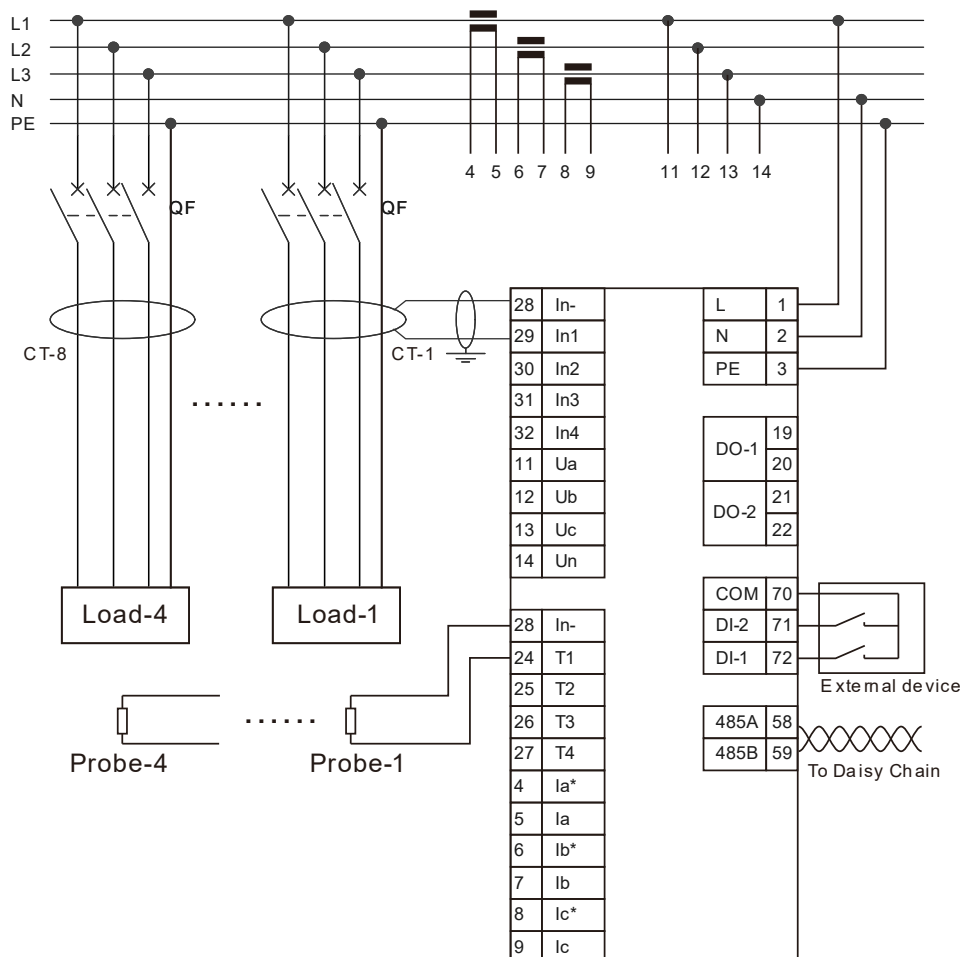 L1
L2
L3
N
PE
4 5 6 7 8 9 11 12 13 14
QF QF
CT-8 CT-1
......
28 In-
29 In1
30 In2
31 In3
32 In4
11 Ua
12 Ub
13 Uc
14 Un
L 1
N 2
PE 3
DO-1 19
20
DO-2 21
22
COM 70
DI-2 71
DI-1 72
External device
Load-4 Load-1
28 In-
24 T1
25 T2
26 T3
27 T4
4 Ia*
5 Ia
6 Ib*
7 Ib
8 Ic*
9 Ic
485A 58
485B 59
To Daisy Chain
......
Probe-4 Probe-1